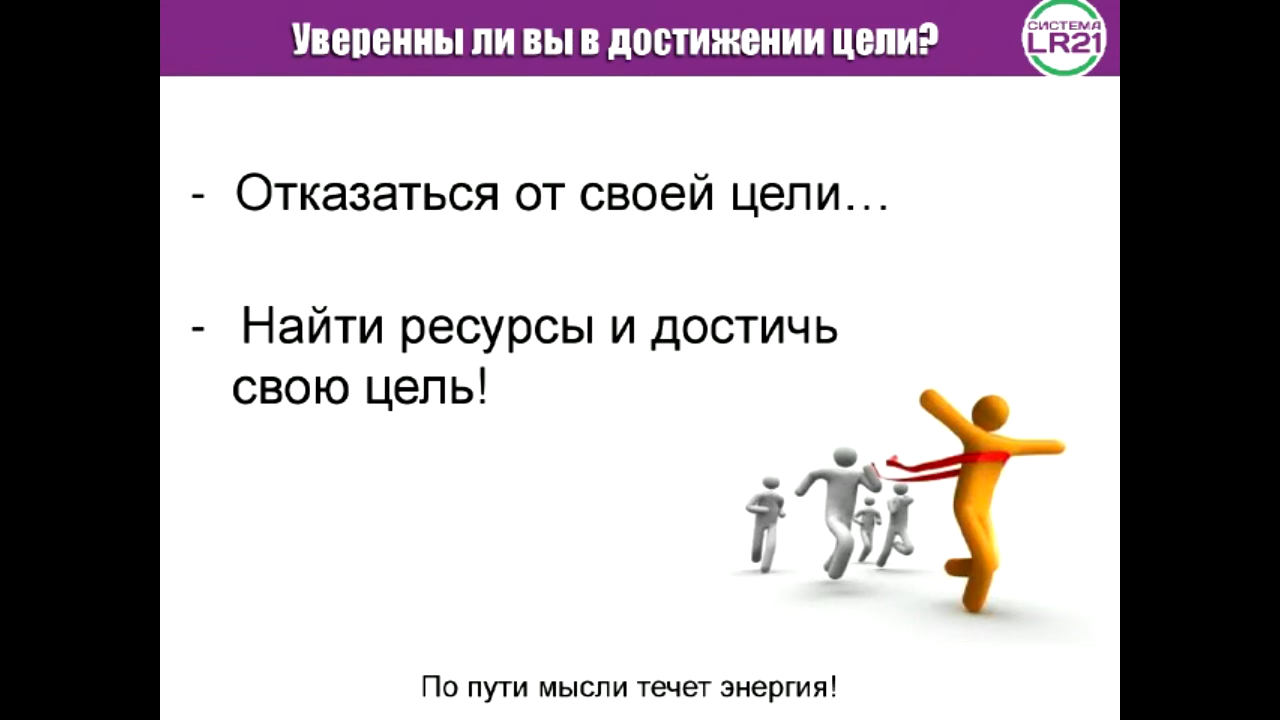 Уверенны ли вы в достижении цели?
СИСТЕМА
LR21
- Отказаться от своей цели...
- Найти ресурсы и достичь
свою цель!
По пути мысли течет энергия!